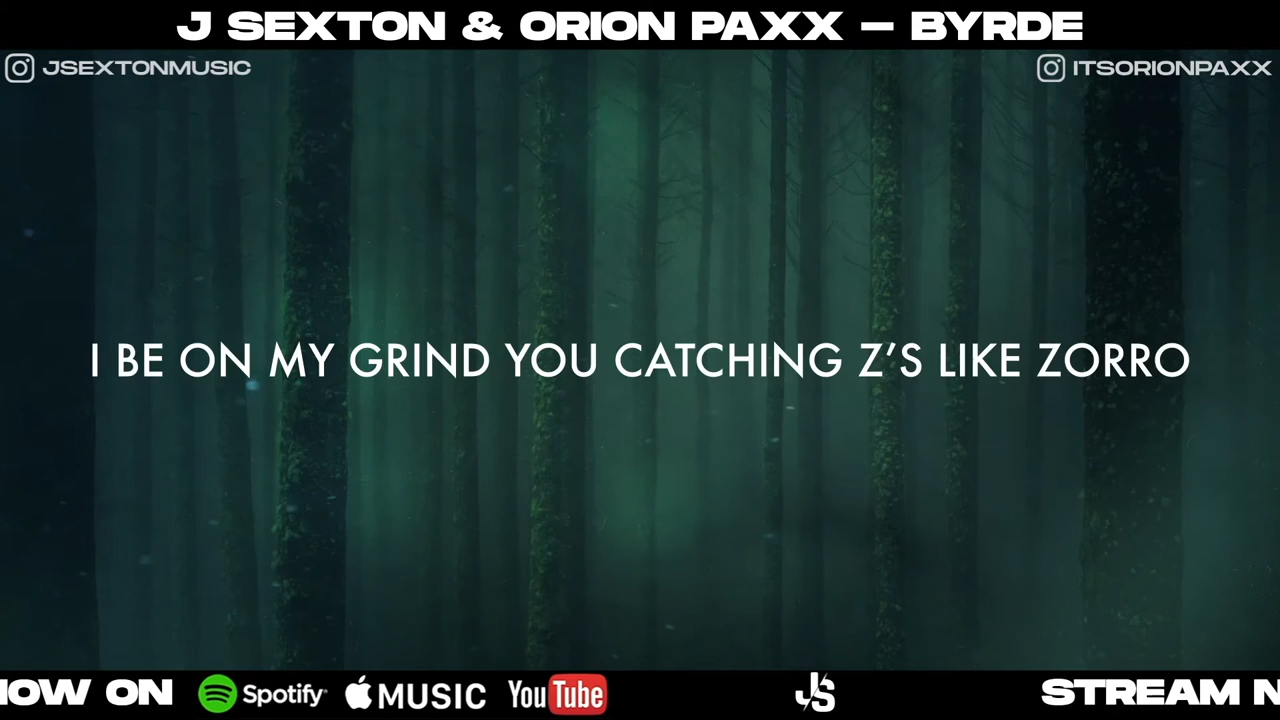 J SEXTON & ORION PAXX – BYRDE
JSEXTONMUSIC
ITSORIONPAXX
I BE ON MY GRIND YOU CATCHING Z’S LIKE ZORRO
OW ON Spotify MUSIC YouTube JS STREAM N